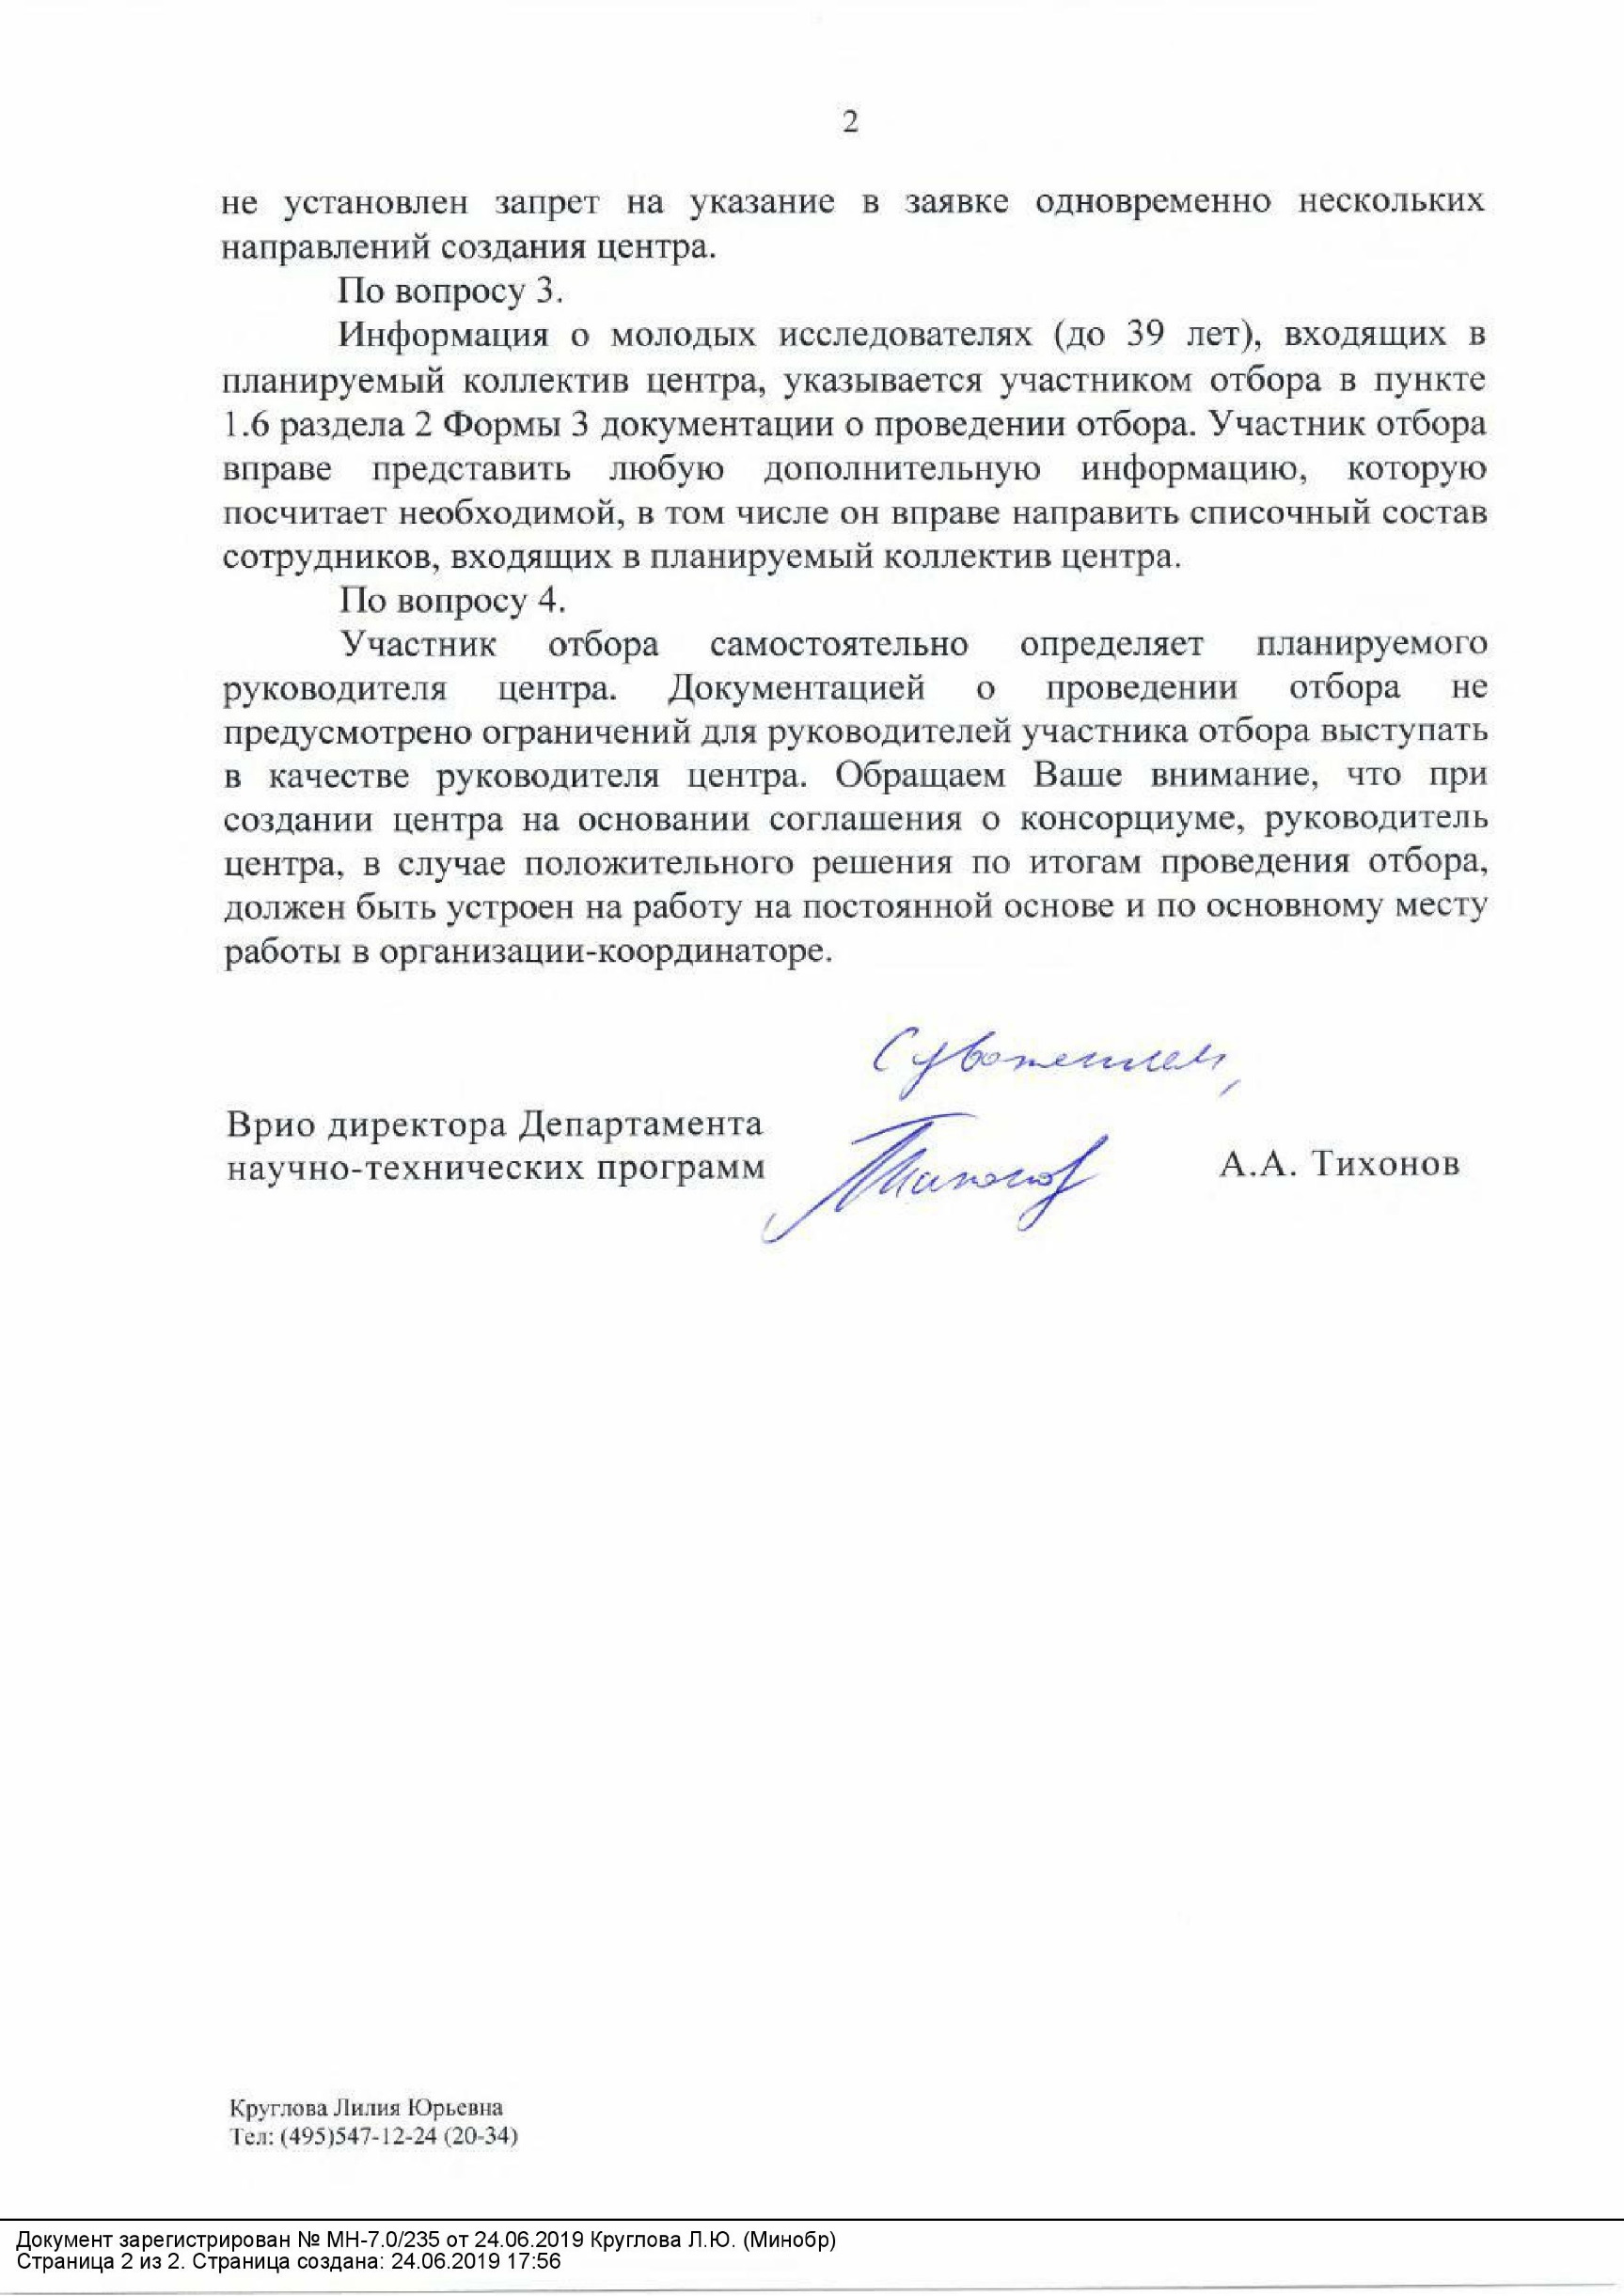 2
не установлен запрет на указание в заявке одновременно нескольких
направлений создания центра.
По вопросу 3.
Информация о молодых исследователях (до 39 лет), входящих в
планируемый коллектив центра, указывается участником отбора в пункте
1.6 раздела 2 Формы 3 документации о проведении отбора. Участник отбора
вправе представить любую дополнительную информацию, которую
посчитает необходимой, в том числе он вправе направить списочный состав
сотрудников, входящих в планируемый коллектив центра.
По вопросу 4.
Участник отбора самостоятельно определяет планируемого
руководителя центра. Документацией о проведении отбора не
предусмотрено ограничений для руководителей участника отбора выступать
в качестве руководителя центра. Обращаем Ваше внимание, что при
создании центра на основании соглашения о консорциуме, руководитель
центра, в случае положительного решения по итогам проведения отбора,
должен быть устроен на работу на постоянной основе и по основному месту
работы в организации-координаторе.
С уважением,
Врио директора Департамента
научно-технических программ
Тихонов
А.А. Тихонов
Круглова Лилия Юрьевна
Тел: (495)547-12-24 (20-34)
Документ зарегистрирован № МН-7.0/235 от 24.06.2019 Круглова Л.Ю. (Минобр)
Страница 2 из 2. Страница создана: 24.06.2019 17:56